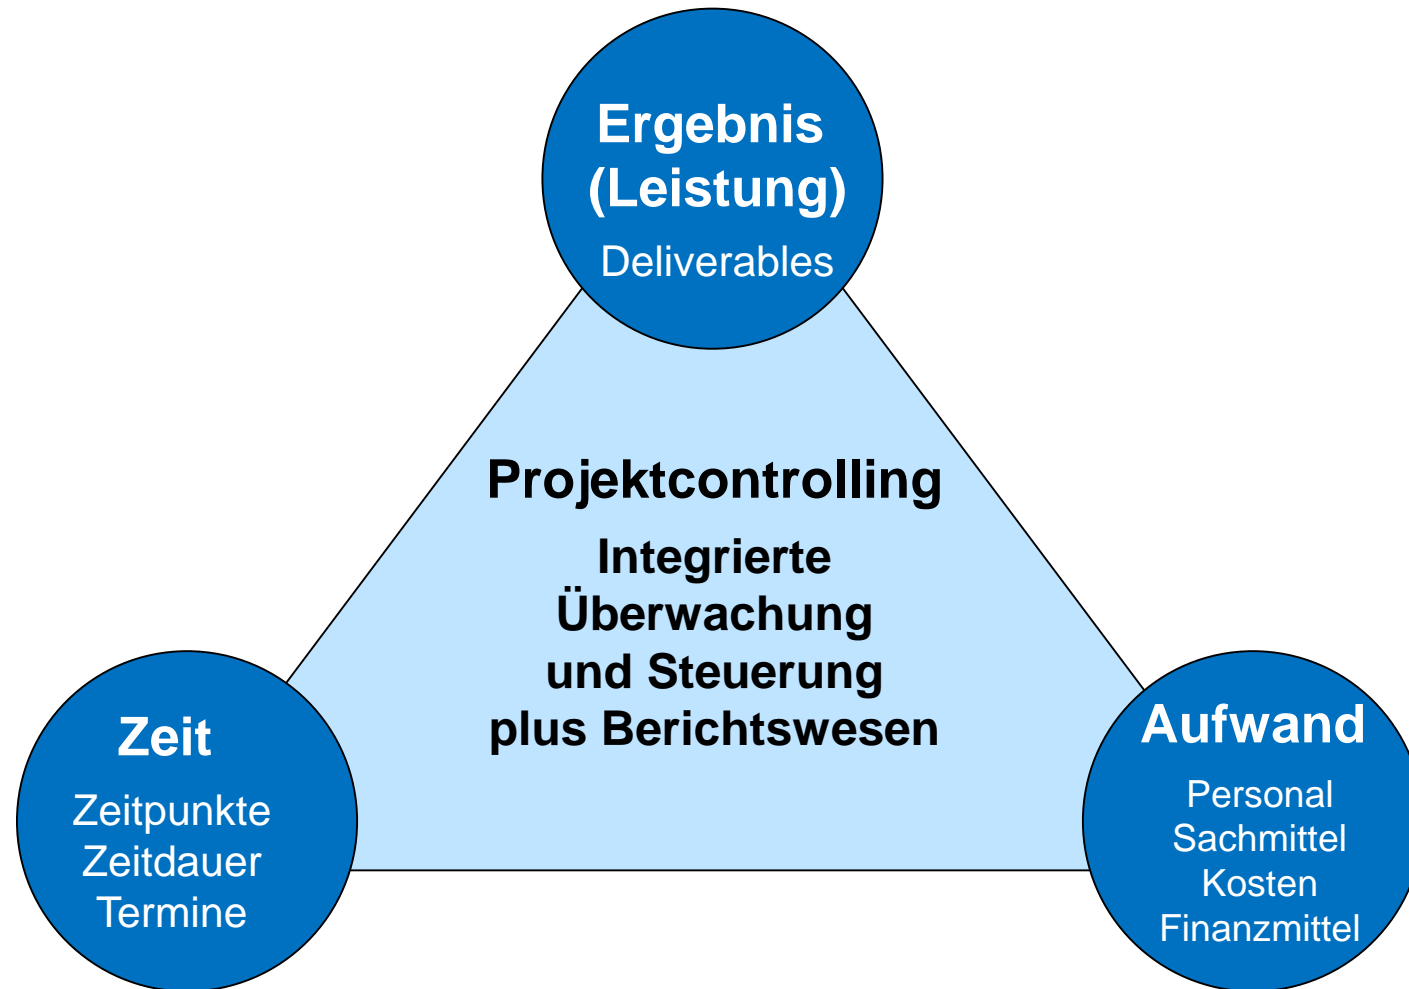 Ergebnis
(Leistung)
Deliverables
Projektcontrolling
Integrierte
Überwachung
und Steuerung
plus Berichtswesen
Zeit
Zeitpunkte
Zeitdauer
Termine
Aufwand
Personal
Sachmittel
Kosten
Finanzmittel